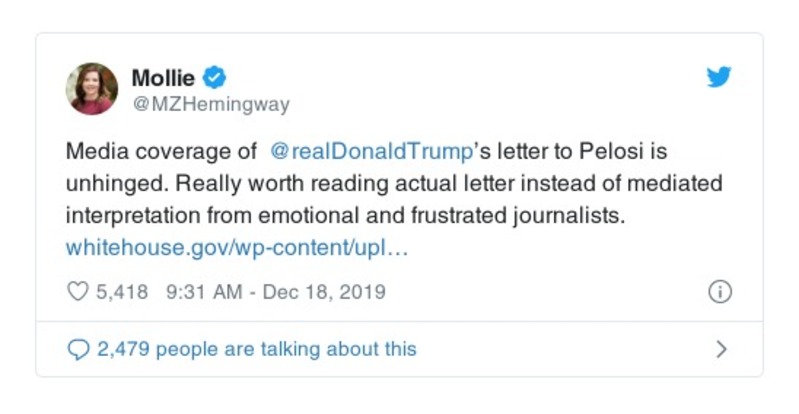 Mollie
@MZHemingway
Media coverage of @realDonaldTrump's letter to Pelosi is
unhinged. Really worth reading actual letter instead of mediated
interpretation from emotional and frustrated journalists.
whitehouse.gov/wp-content/upl…
5,418 9:31 AM - Dec 18, 2019
2,479 people are talking about this